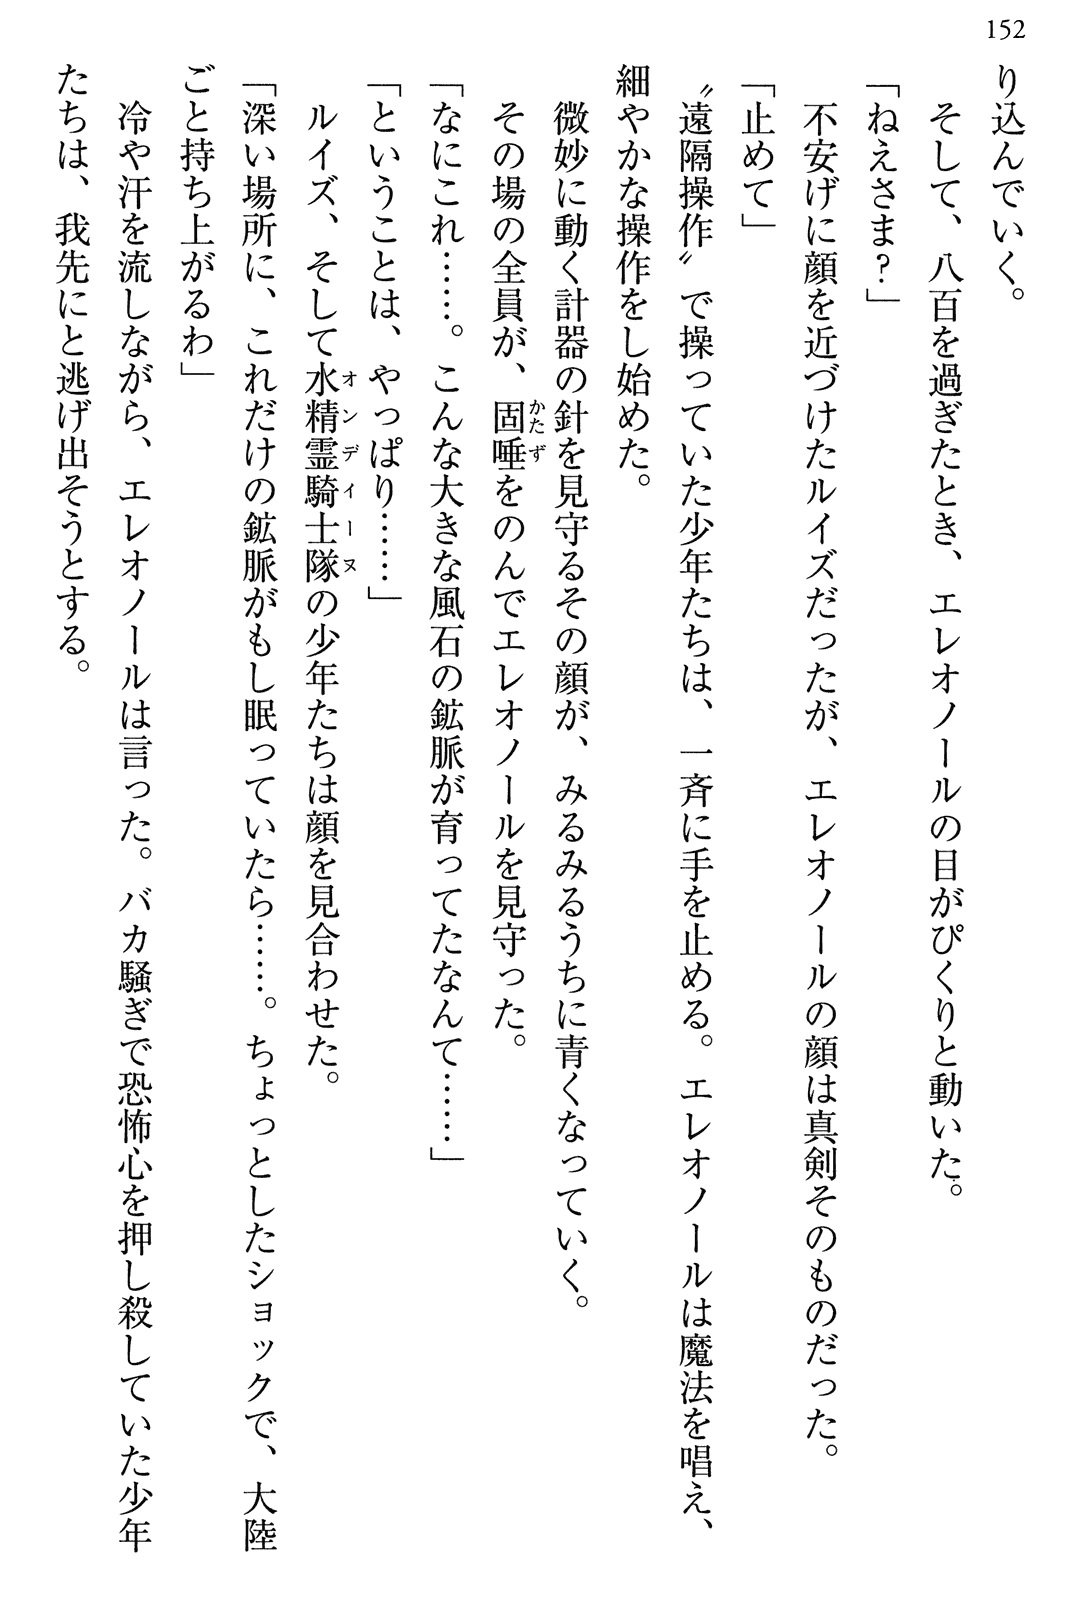 152
り込んでいく。
そして、八百を過ぎたとき、エレオノールの目がぴくりと動いた。
「ねえさま?」
不安げに顔を近づけたルイズだったが、エレオノールの顔は真剣そのものだった。
「止めて」
〝遠隔操作〟で操っていた少年たちは、一斉に手を止める。エレオノールは魔法を唱え、
細やかな操作をし始めた。
微妙に動く計器の針を見守るその顔が、みるみるうちに青くなっていく。
その場の全員が、固唾をのんでエレオノールを見守った。
かたず
「なにこれ……。こんな大きな風石の鉱脈が育ってたなんて……」
「ということは、やっぱり……」
ルイズ、そして水精霊騎士隊の少年たちは顔を見合わせた。
オンディーヌ
「深い場所に、これだけの鉱脈がもし眠っていたら……。ちょっとしたショックで、大陸
ごと持ち上がるわ」
冷や汗を流しながら、エレオノールは言った。バカ騒ぎで恐怖心を押し殺していた少年
たちは、我先にと逃げ出そうとする。